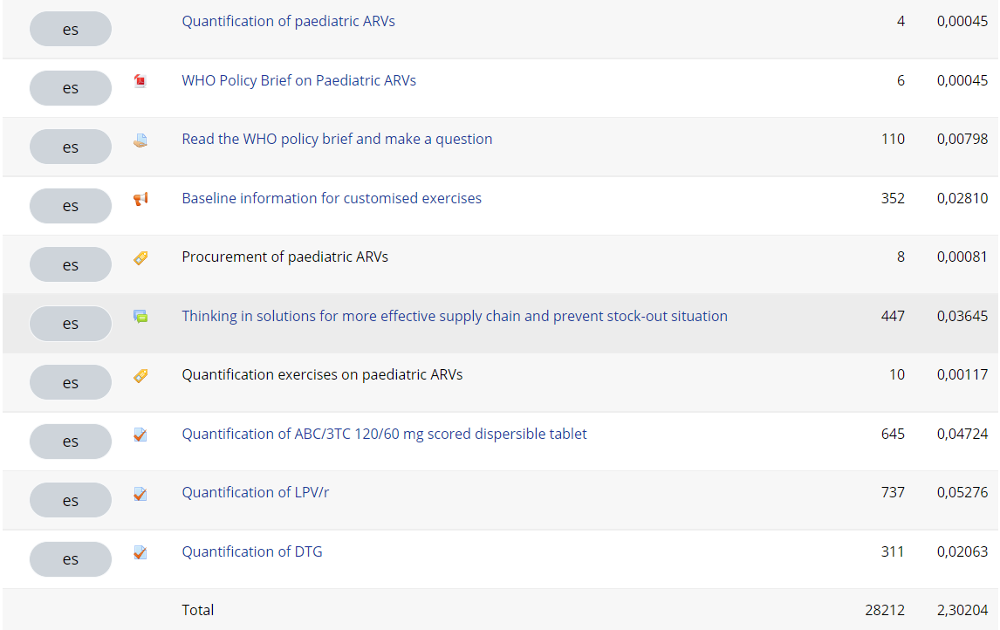 es Quantification of paediatric ARVs 4 0,00045
es WHO Policy Brief on Paediatric ARVs 6 0,00045
es Read the WHO policy brief and make a question 110 0,00798
es Baseline information for customised exercises 352 0,02810
es Procurement of paediatric ARVs 8 0,00081
es Thinking in solutions for more effective supply chain and prevent stock-out situation 447 0,03645
es Quantification exercises on paediatric ARVs 10 0,00117
es Quantification of ABC/3TC 120/60 mg scored dispersible tablet 645 0,04724
es Quantification of LPV/r 737 0,05276
es Quantification of DTG 311 0,02063
Total 28212 2,30204